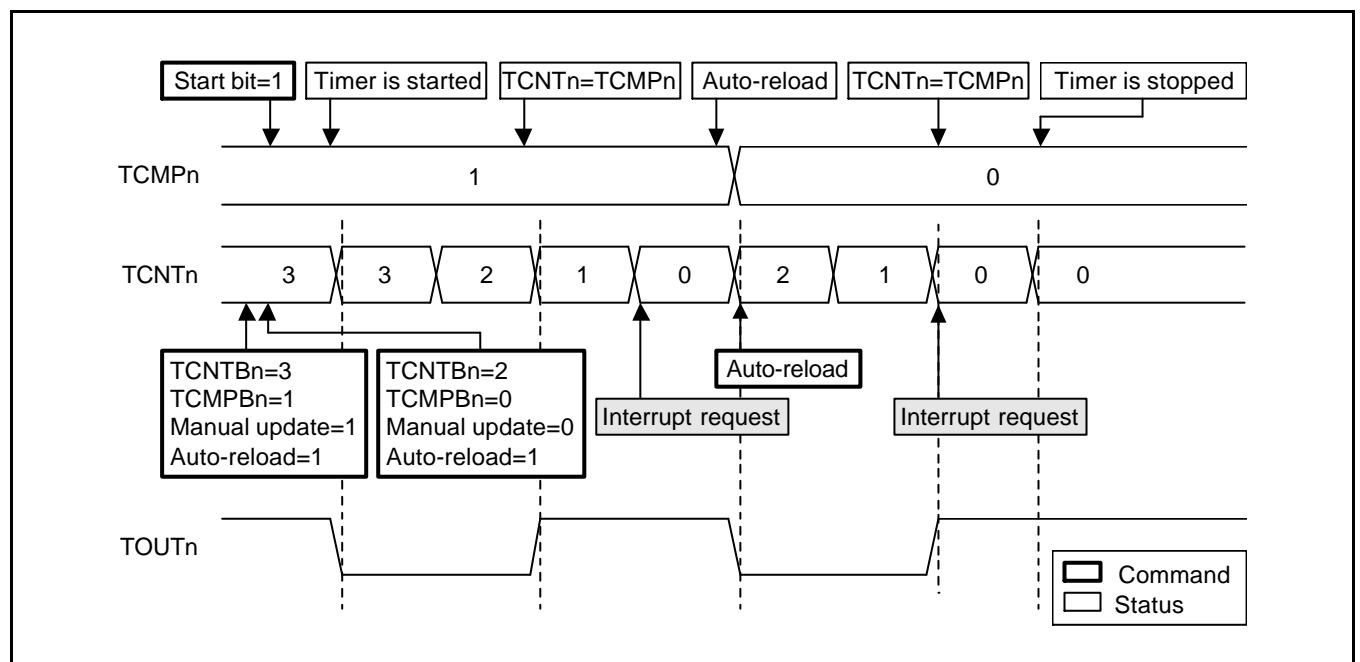 Start bit=1
Timer is started
TCNTn=TCMPn
Auto-reload
TCNTn=TCMPn
Timer is stopped
TCMPn
1
0
TCNTn
3
3
2
1
0
2
1
0
0
TCNTBn=3
TCMPBn=1
Manual update=1
Auto-reload=1
TCNTBn=2
TCMPBn=0
Manual update=0
Auto-reload=1
Auto-reload
Interrupt request
Interrupt request
TOUTn
Command
Status